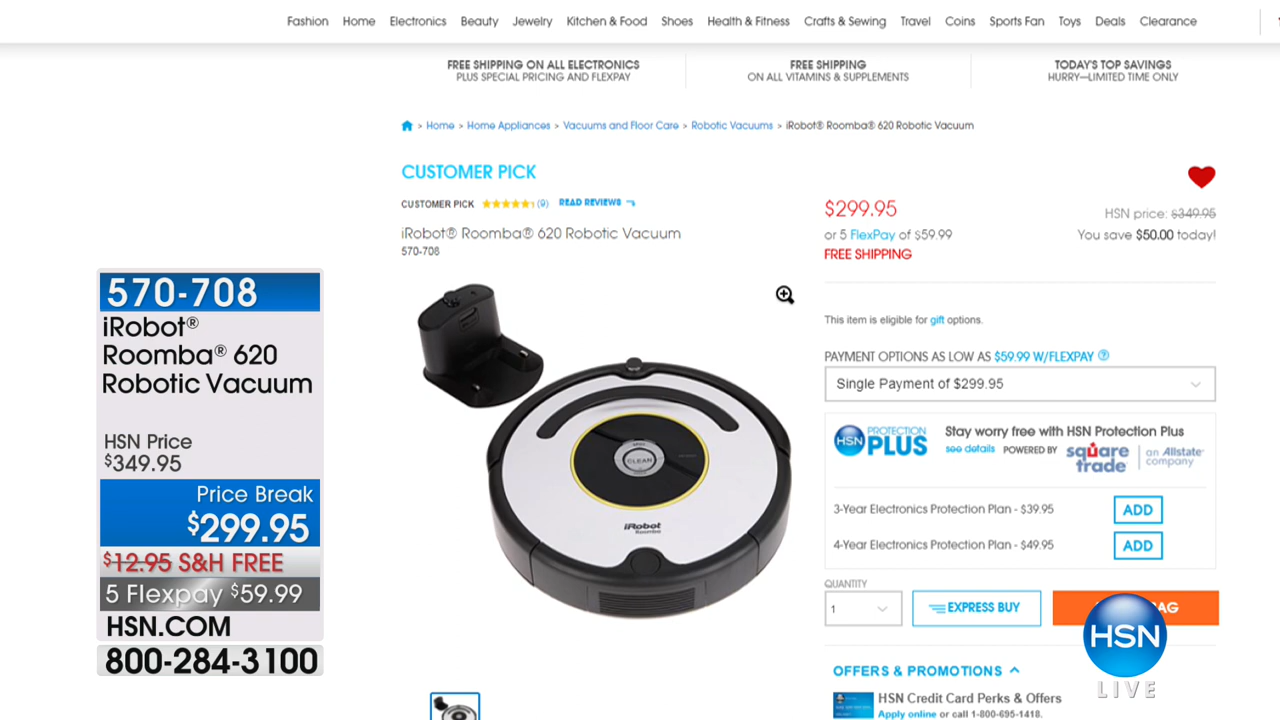 Fashion Home Electronics Beauty Jewelry Kitchen & Food Shoes Health & Fitness Crafts & Sewing Travel Coins Sports Fan Toys Deals Clearance
FREE SHIPPING ON ALL ELECTRONICS
PLUS SPECIAL PRICING AND FLEXPAY
FREE SHIPPING
ON ALL VITAMINS & SUPPLEMENTS
TODAY'S TOP SAVINGS
HURRY—LIMITED TIME ONLY
> Home > Home Appliances > Vacuums and Floor Care > Robotic Vacuums > iRobot® Roomba® 620 Robotic Vacuum
CUSTOMER PICK
CUSTOMER PICK (9) READ REVIEWS
iRobot® Roomba® 620 Robotic Vacuum
570-708
$299.95
or 5 FlexPay of $59.99
FREE SHIPPING
HSN price: $349.95
You save $50.00 today!
This item is eligible for gift options.
PAYMENT OPTIONS AS LOW AS $59.99 W/FLEXPAY ?
Single Payment of $299.95
HSN PROTECTION PLUS
Stay worry free with HSN Protection Plus
see details POWERED BY square trade | an Allstate company
3-Year Electronics Protection Plan - $39.95 ADD
4-Year Electronics Protection Plan - $49.95 ADD
QUANTITY
1 EXPRESS BUY AG
OFFERS & PROMOTIONS
HSN Credit Card Perks & Offers
Apply online or call 1-800-695-1418.
CLEAN
iRobot
Roomba
570-708
iRobot®
Roomba® 620
Robotic Vacuum
HSN Price
$349.95
Price Break
$299.95
$12.95 S&H FREE
5 Flexpay $59.99
HSN.COM
800-284-3100
HSN
LIVE